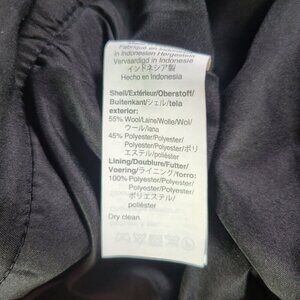 Fabriqué en Indonésie
in Indonesien Hergestellt
Vervaardigd in Indonesië
インドネシア製
Hecho en Indonesia
Shell/Extérieur/Oberstoff/
Buitenkant/シェル/tela
exterior:
55% Wool/Laine/Wolle/Wol/
ウール/lana
45% Polyester/Polyester/
Polyester/Polyester/ポリ
エステル/poliéster
Lining/Doublure/Futter/
Voering/ライニング/forro:
100% Polyester/Polyester/
Polyester/Polyester/ポリ
エステル/
poliéster
Dry clean